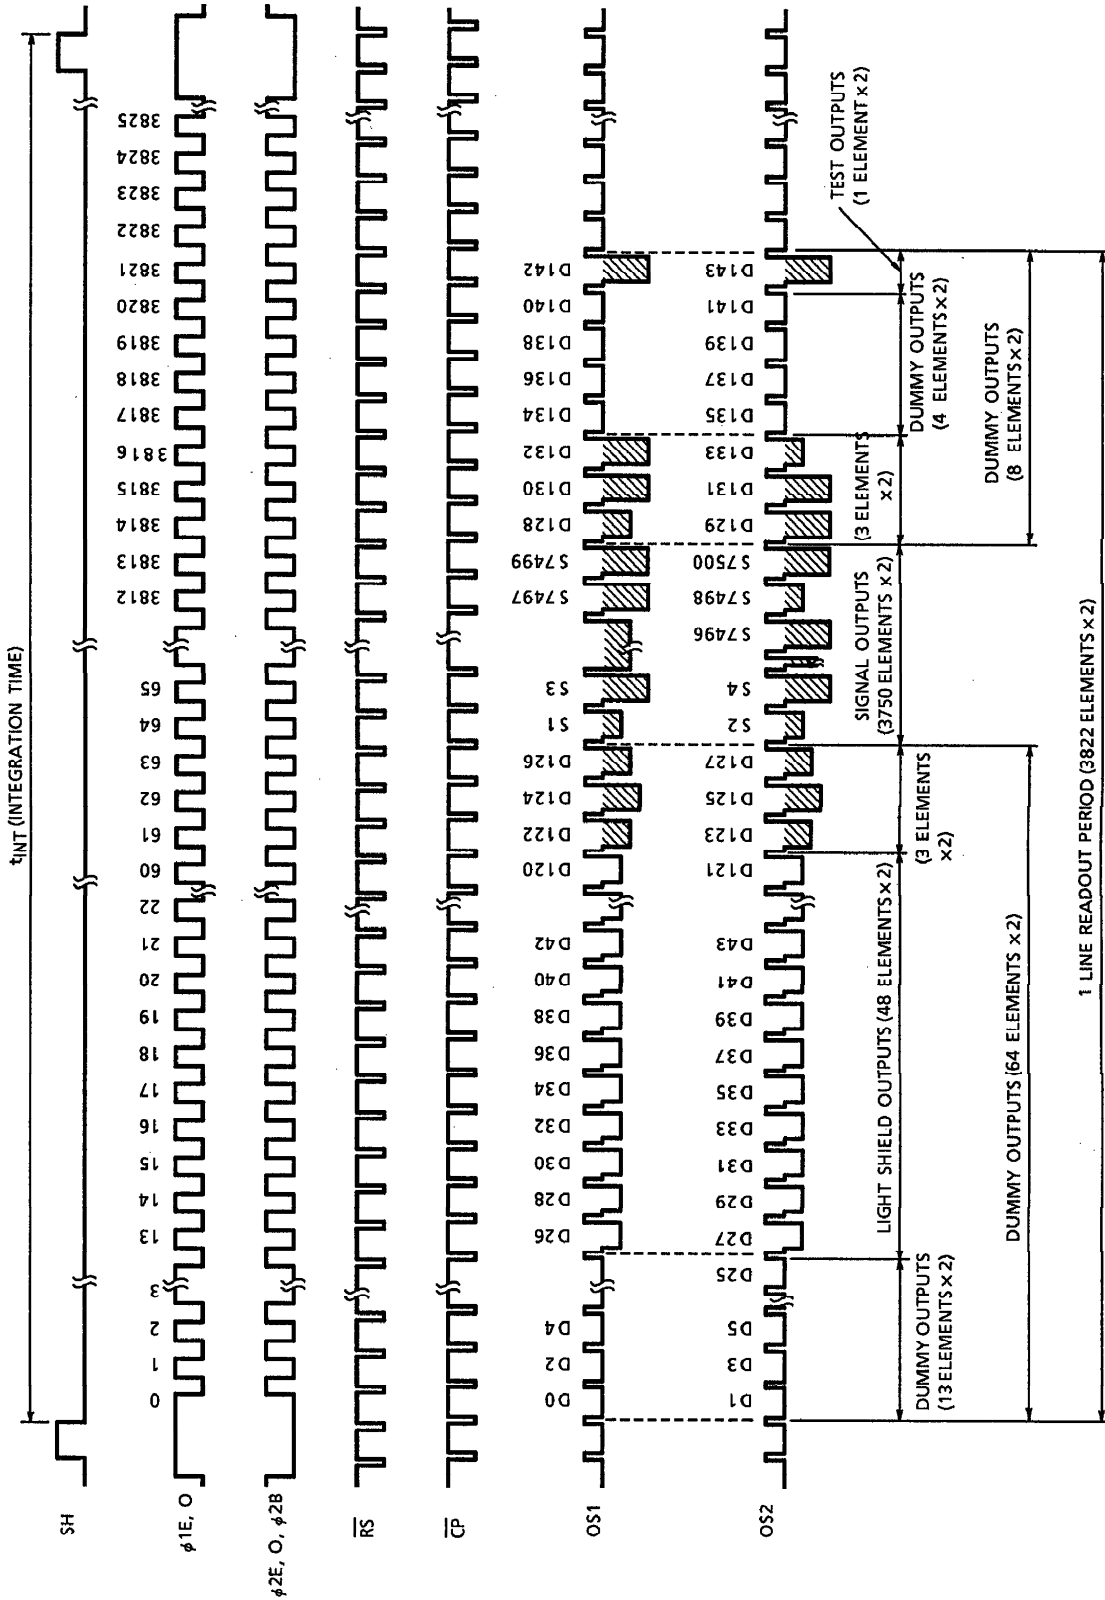 tINT (INTEGRATION TIME)
SH
φ1E, O
0 1 2 3 13 14 15 16 17 18 19 20 21 22 60 61 62 63 64 65 3812 3813 3814 3815 3816 3817 3818 3819 3820 3821 3822 3823 3824 3825
φ2E, O, φ2B
R̅S̅
C̅P̅
OS1
D0 D2 D4 D26 D28 D30 D32 D34 D36 D38 D40 D42 D120 D122 D124 D126 S1 S3 S7497 S7499 D128 D130 D132 D134 D136 D138 D140 D142
OS2
D1 D3 D5 D25 D27 D29 D31 D33 D35 D37 D39 D41 D43 D121 D123 D125 D127 S2 S4 S7496 S7498 S7500 D129 D131 D133 D135 D137 D139 D141 D143
DUMMY OUTPUTS
(13 ELEMENTS×2)
LIGHT SHIELD OUTPUTS (48 ELEMENTS×2)
(3 ELEMENTS
×2)
SIGNAL OUTPUTS
(3750 ELEMENTS ×2)
(3 ELEMENTS
×2)
DUMMY OUTPUTS
(4 ELEMENTS×2)
TEST OUTPUTS
(1 ELEMENT×2)
DUMMY OUTPUTS (64 ELEMENTS ×2)
DUMMY OUTPUTS
(8 ELEMENTS×2)
1 LINE READOUT PERIOD (3822 ELEMENTS ×2)